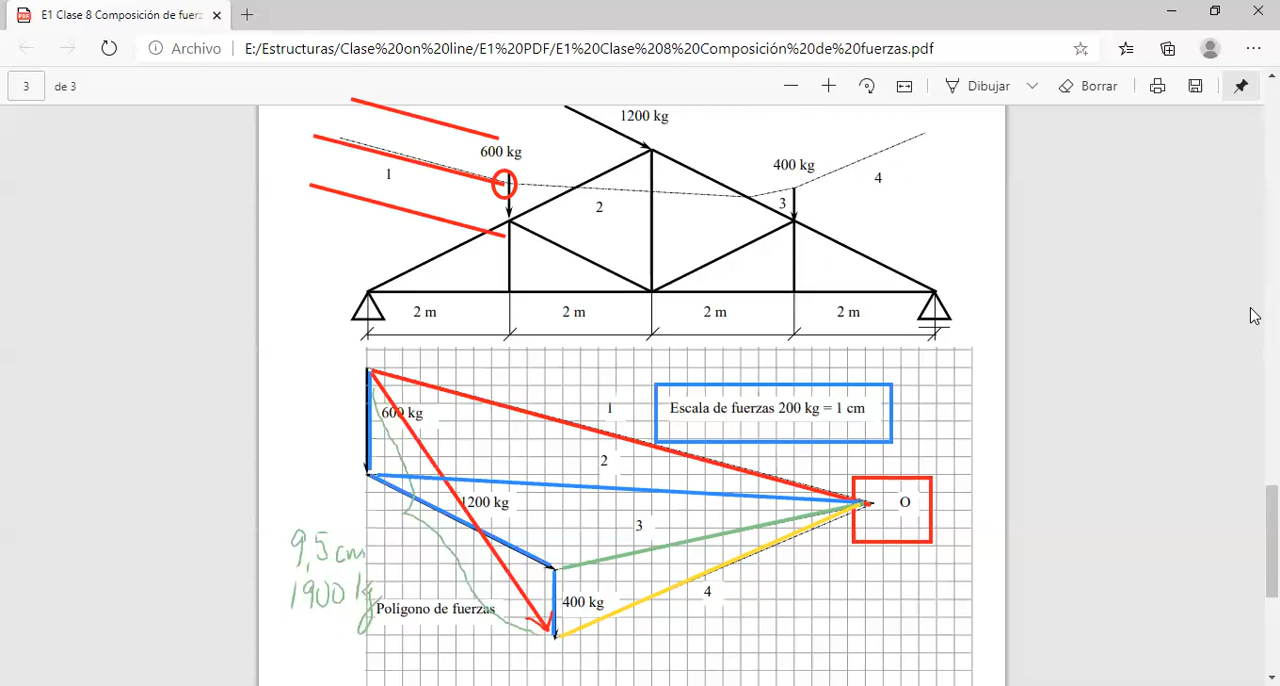 E1 Clase 8 Composición de fuerz
Archivo E:/Estructuras/Clase%20on%20line/E1%20PDF/E1%20Clase%208%20Composición%20de%20fuerzas.pdf
3 de 3 Dibujar Borrar
1200 kg
600 kg
400 kg
1
4
3
2
2 m 2 m 2 m 2 m
1 Escala de fuerzas 200 kg = 1 cm
600 kg
2
1200 kg O
3
9,5 cm
4
1900 kg
400 kg
Polígono de fuerzas